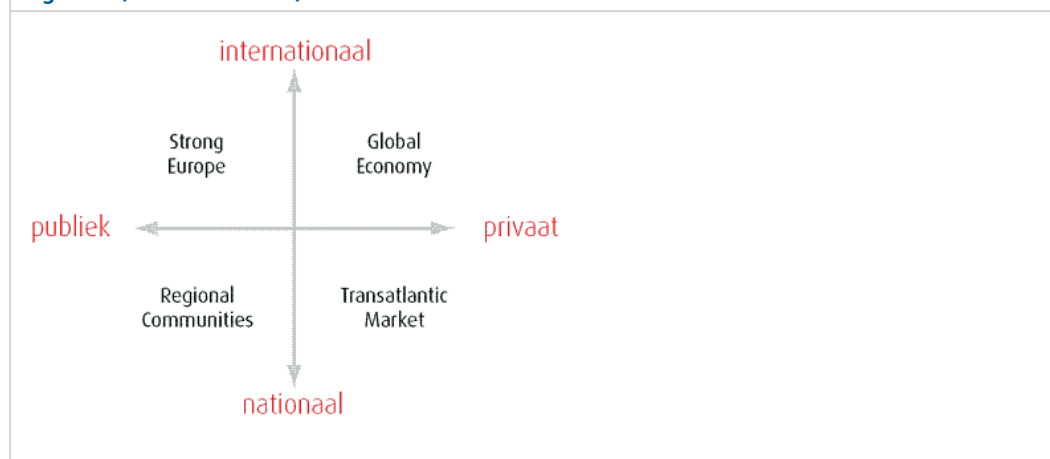 internationaal
Strong
Europe
Global
Economy
publiek
privaat
Regional
Communities
Transatlantic
Market
nationaal